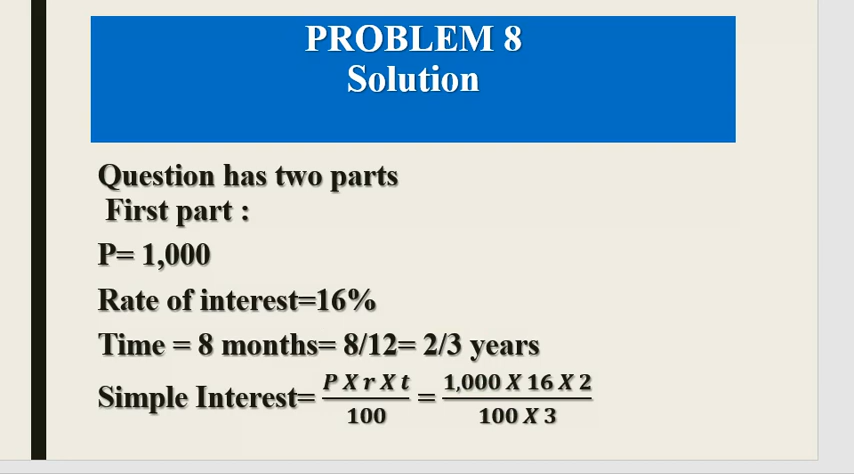 PROBLEM 8
Solution
Question has two parts
First part :
P= 1,000
Rate of interest=16%
Time = 8 months= 8/12= 2/3 years
Simple Interest= P X r X t / 100 = 1,000 X 16 X 2 / 100 X 3